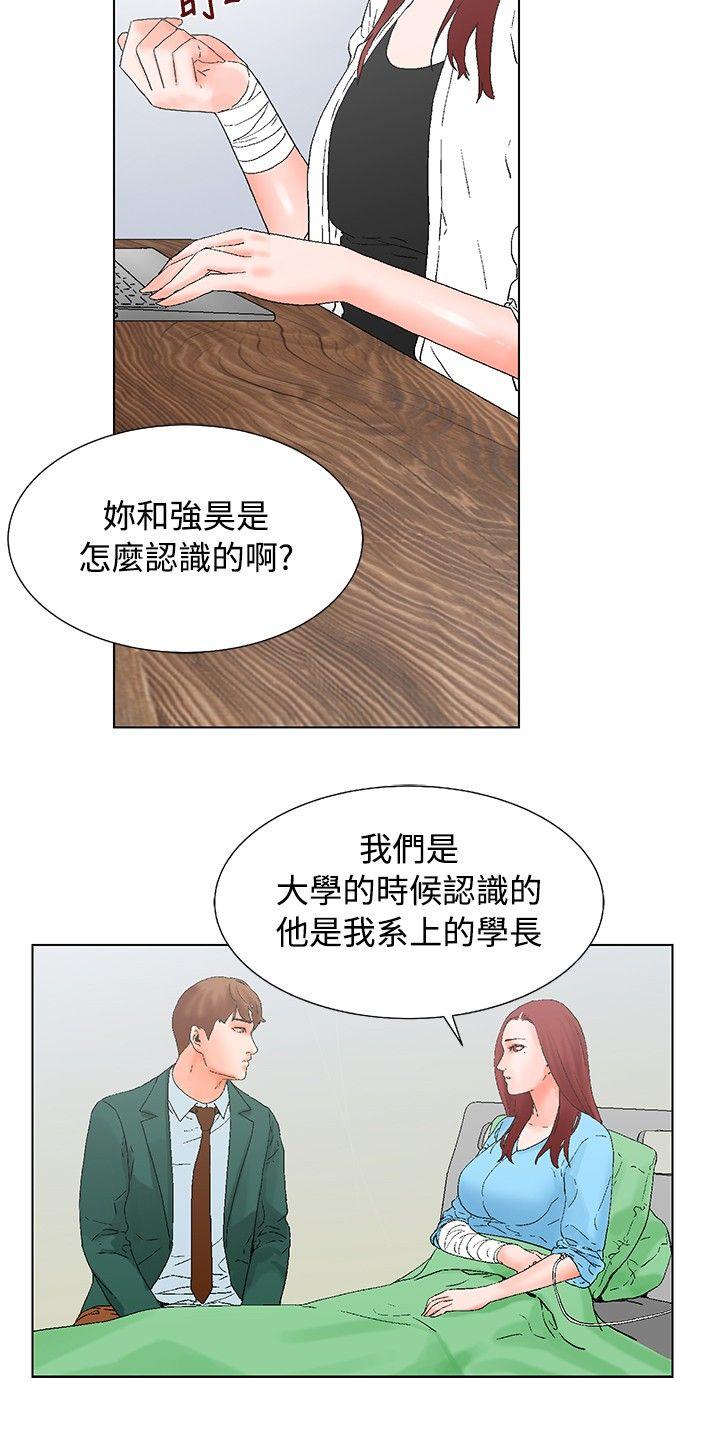 妳和強昊是
怎麼認識的啊?
我們是
大學的時候認識的
他是我系上的學長